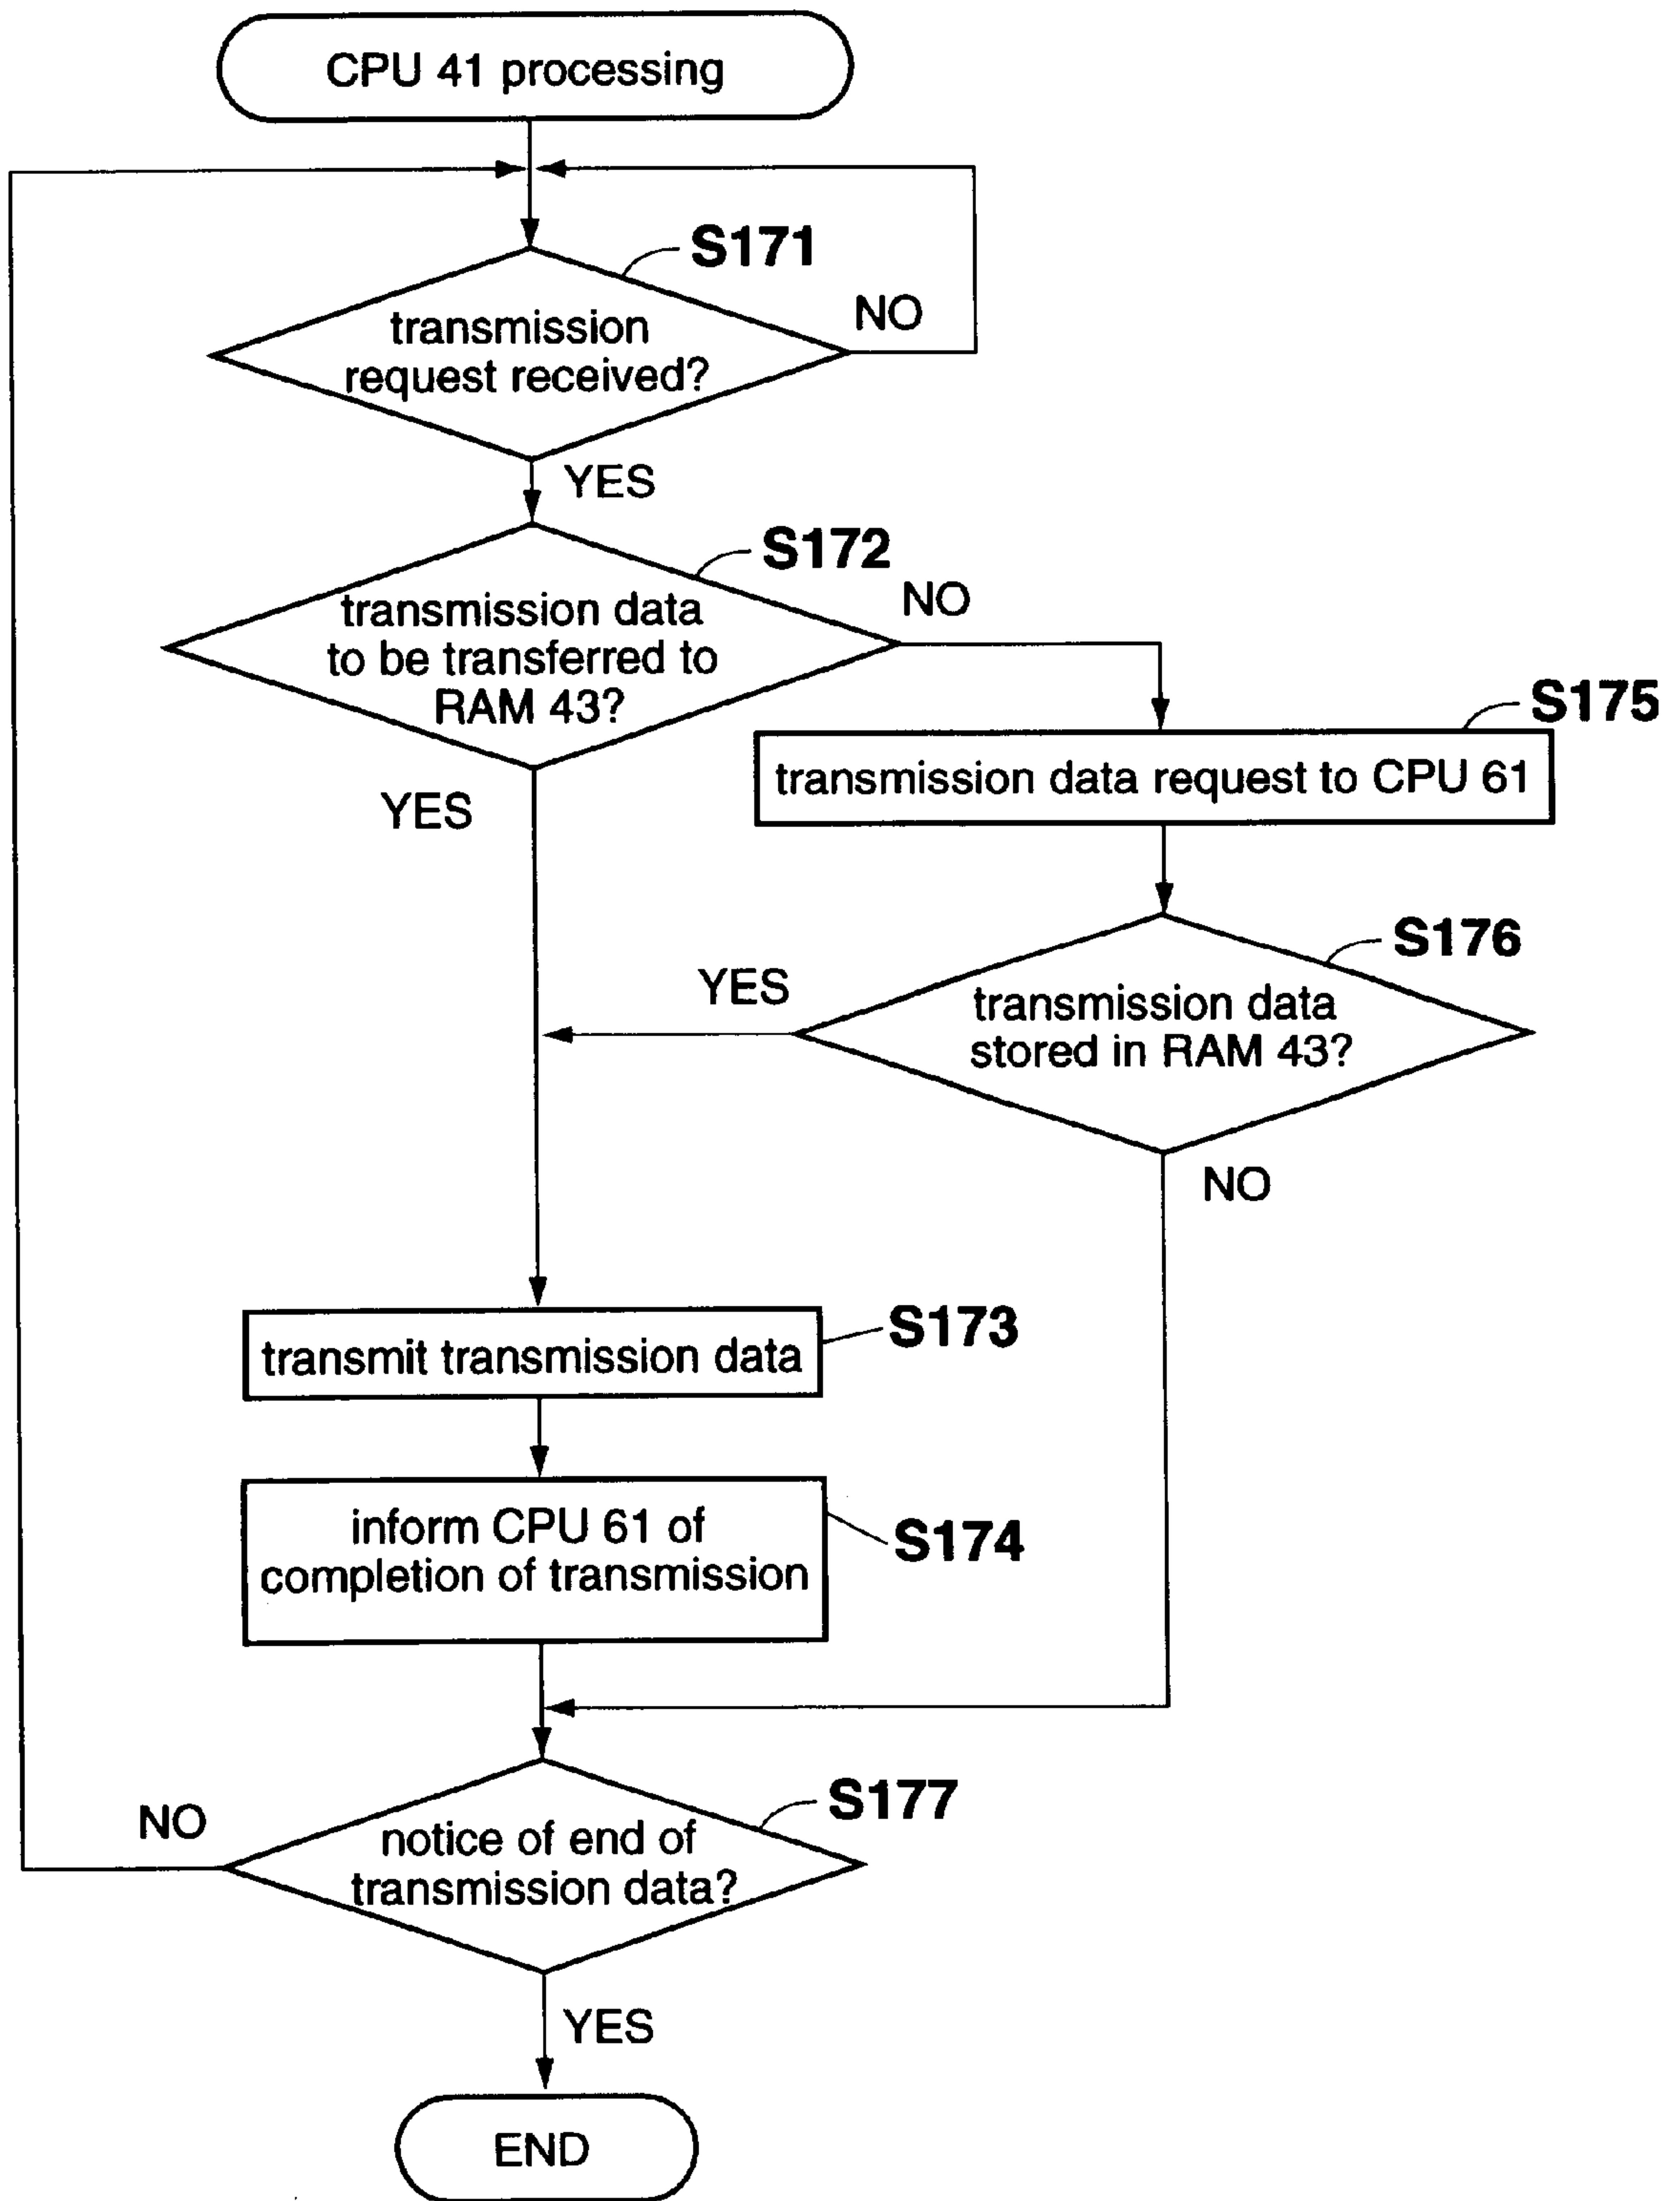 CPU 41 processing
S171
transmission
request received?
NO
YES
S172
transmission data
to be transferred to
RAM 43?
NO
YES
S175
transmission data request to CPU 61
S176
transmission data
stored in RAM 43?
YES
NO
S173
transmit transmission data
S174
inform CPU 61 of
completion of transmission
S177
notice of end of
transmission data?
NO
YES
END